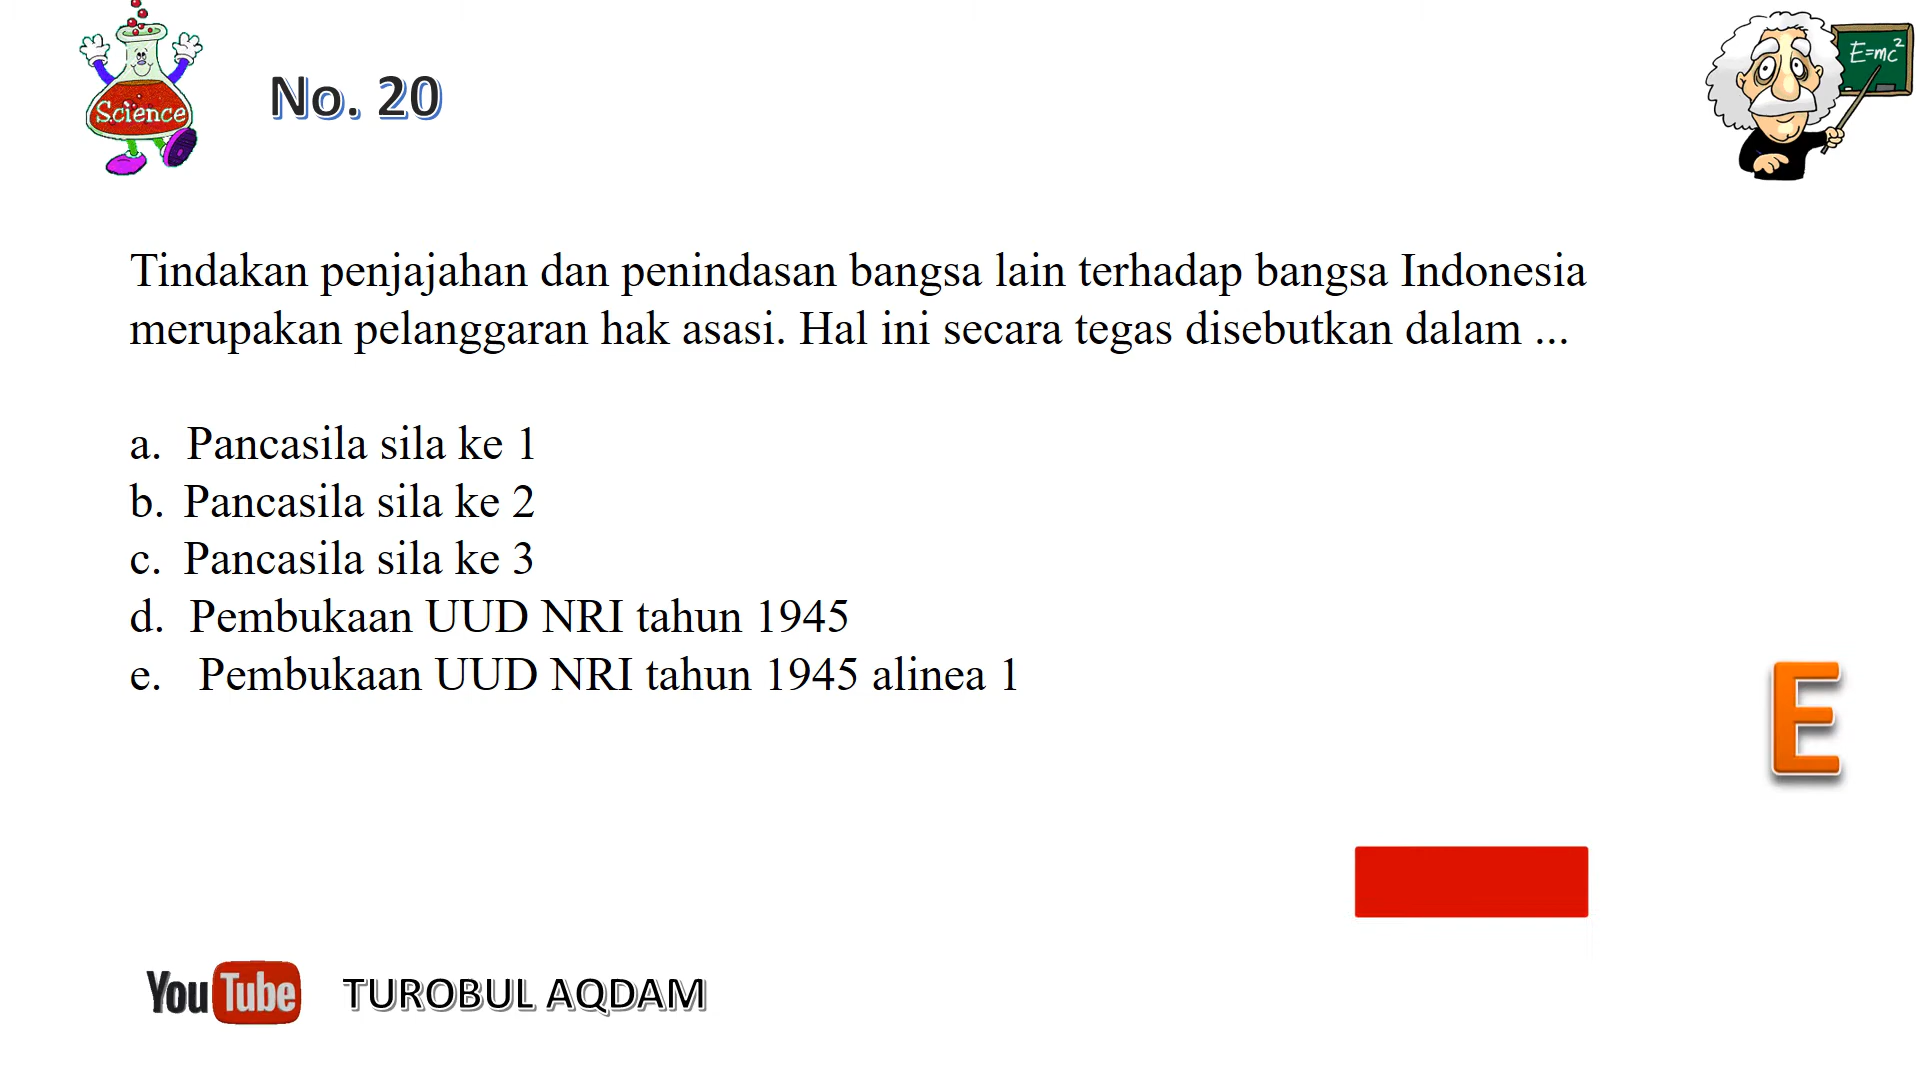 Science
No. 20
E=mc²
Tindakan penjajahan dan penindasan bangsa lain terhadap bangsa Indonesia
merupakan pelanggaran hak asasi. Hal ini secara tegas disebutkan dalam ...
a. Pancasila sila ke 1
b. Pancasila sila ke 2
c. Pancasila sila ke 3
d. Pembukaan UUD NRI tahun 1945
e. Pembukaan UUD NRI tahun 1945 alinea 1
E
YouTube TUROBUL AQDAM